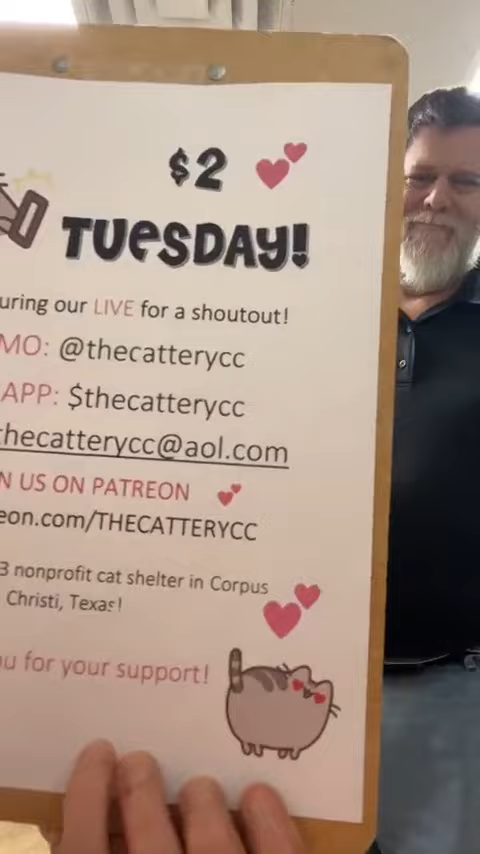 $2
TUESDAY!
uring our LIVE for a shoutout!
MO: @thecatterycc
APP: $thecatterycc
thecatterycc@aol.com
N US ON PATREON
eon.com/THECATTERYCC
3 nonprofit cat shelter in Corpus
Christi, Texas!
u for your support!